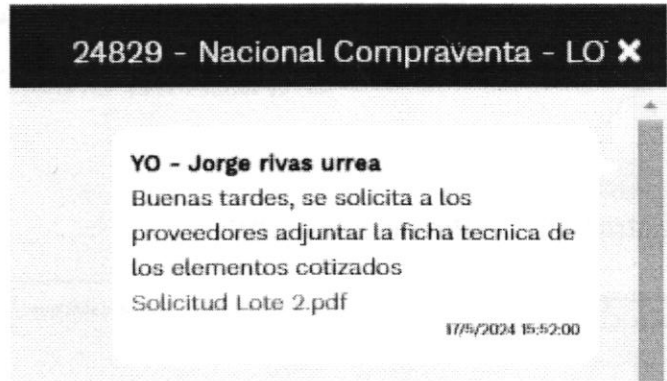 24829 - Nacional Compraventa - LO
YO - Jorge rivas urrea
Buenas tardes, se solicita a los
proveedores adjuntar la ficha tecnica de
los elementos cotizados
Solicitud Lote 2.pdf
17/5/2024 15:52:00